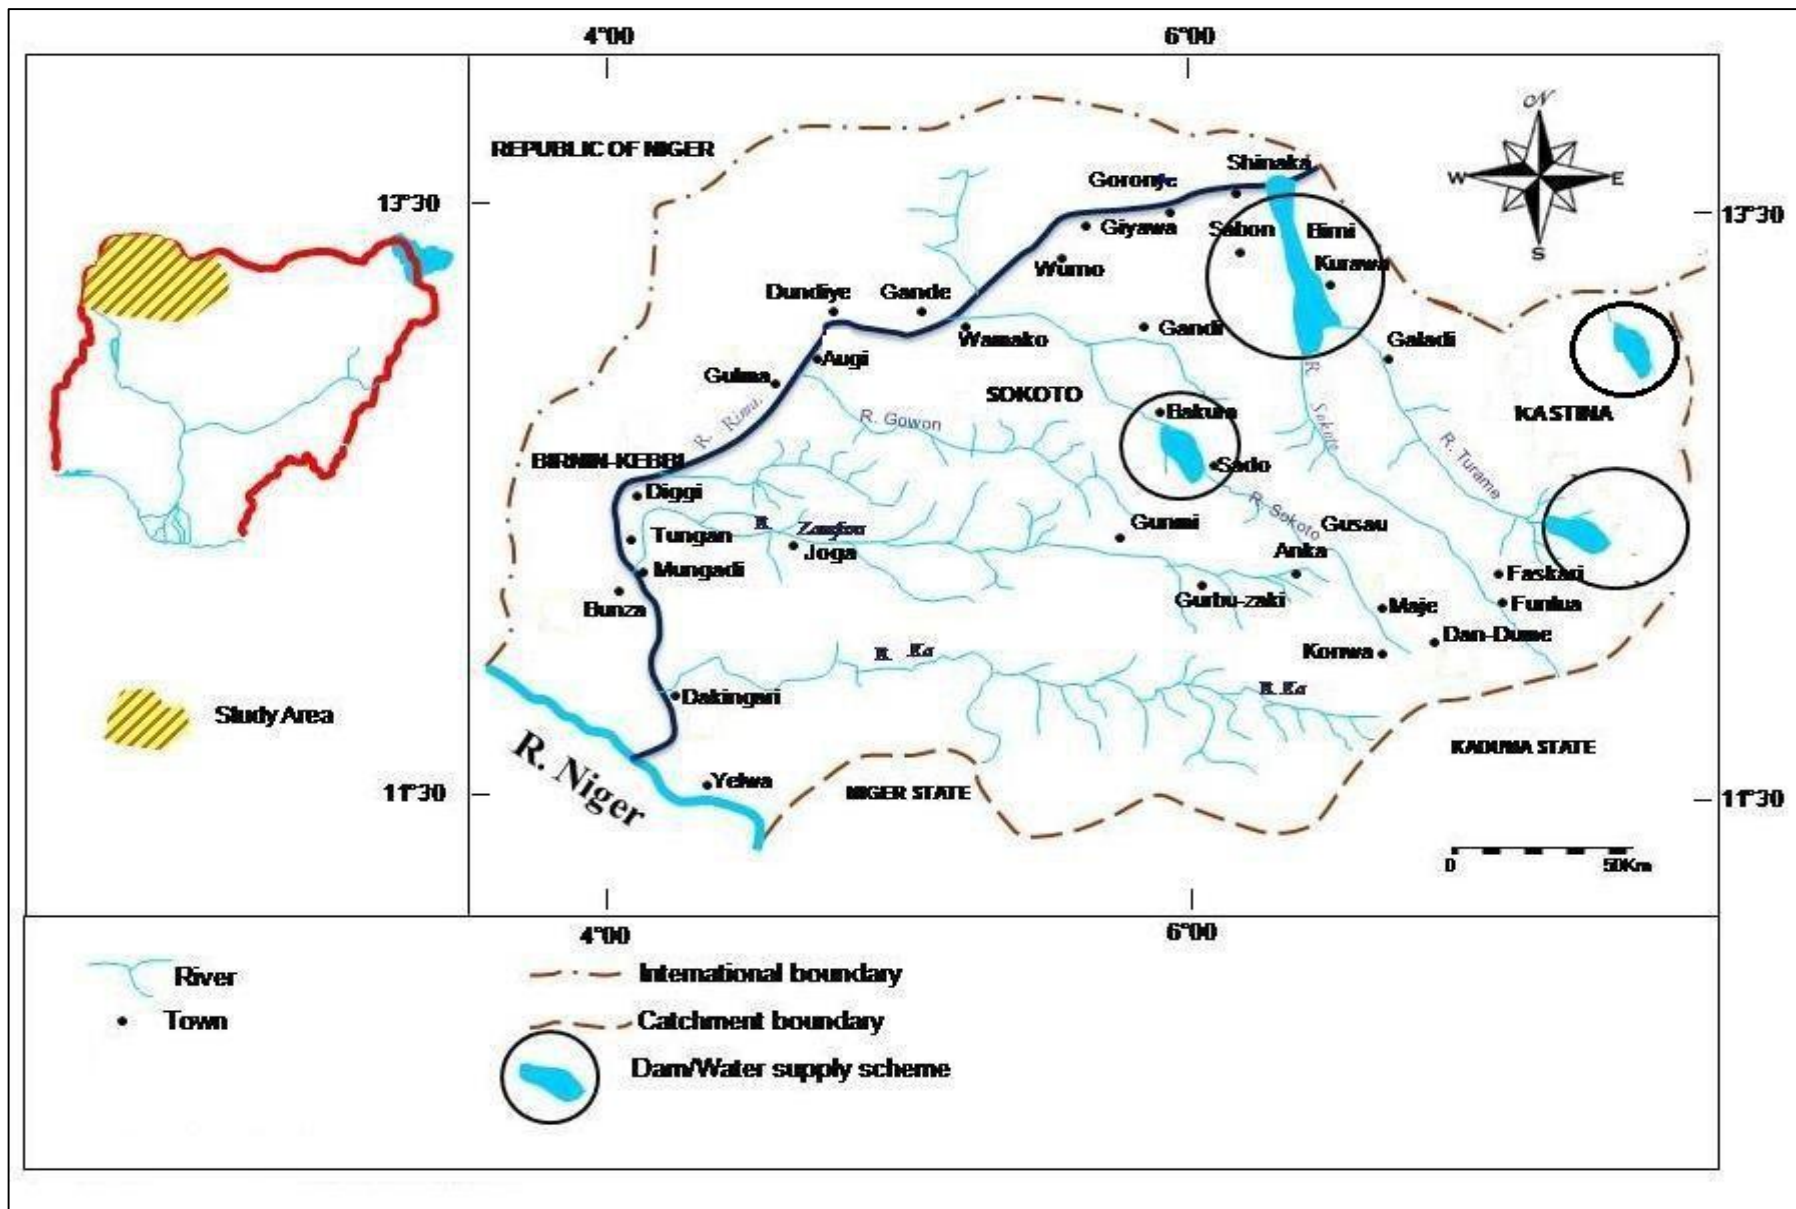 4°00
6°00
N
W
E
S
REPUBLIC OF NIGER
Shinaka
Goronye
13°30
13°30
Giyawa
Sabon
Birni
Kurawa
Wurno
Dundiye
Gande
Wamako
Gandi
Galadi
Augi
Gulma
SOKOTO
KASTINA
R. Rima.
R. Gowon
Bakura
R. Sokoto
R. Turame
BIRNIN-KEBBI
Sado
Diggi
R. Sokoto
Gusau
Gunmi
R. Zamfara
Tungan
Joga
Anka
Mungadi
Faskari
Bunza
Gurbu-zaki
Maje
Funtua
Dan-Dume
R. Ka
Konwa
Dakingari
R. Ka
Study Area
KADUNA STATE
R. Niger
Yelwa
NIGER STATE
11°30
11°30
0
50Km
4°00
6°00
River
International boundary
Town
Catchment boundary
Dam/Water supply scheme